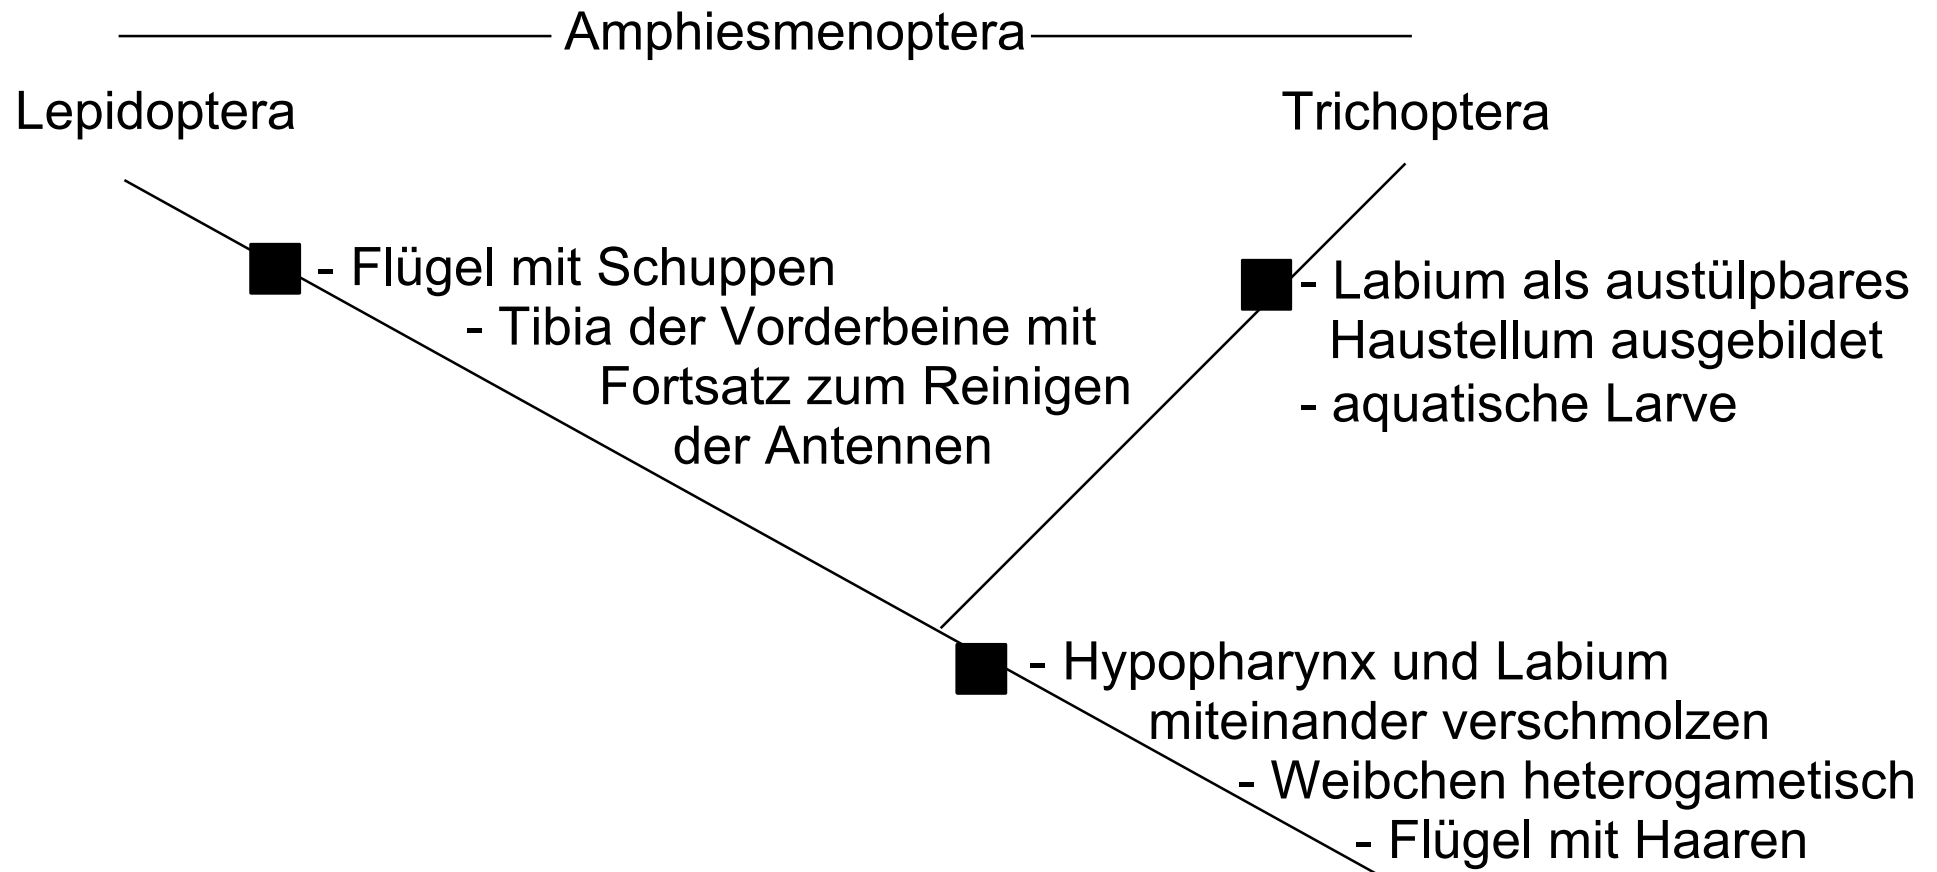 Amphiesmenoptera
Lepidoptera
Trichoptera
- Flügel mit Schuppen
- Tibia der Vorderbeine mit
Fortsatz zum Reinigen
der Antennen
- Labium als austülpbares
Haustellum ausgebildet
- aquatische Larve
- Hypopharynx und Labium
miteinander verschmolzen
- Weibchen heterogametisch
- Flügel mit Haaren